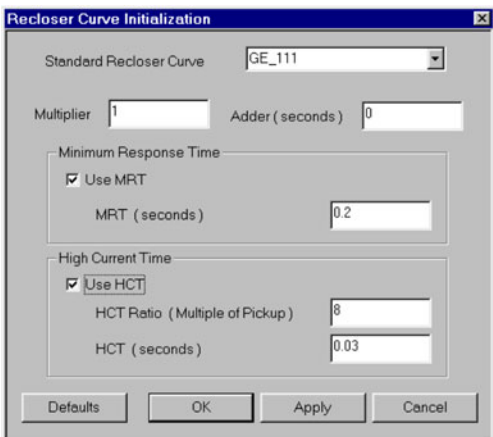 Recloser Curve Initialization
Standard Recloser Curve GE_111
Multiplier 1 Adder ( seconds ) 0
Minimum Response Time
Use MRT
MRT ( seconds ) 0.2
High Current Time
Use HCT
HCT Ratio ( Multiple of Pickup ) 8
HCT ( seconds ) 0.03
Defaults OK Apply Cancel